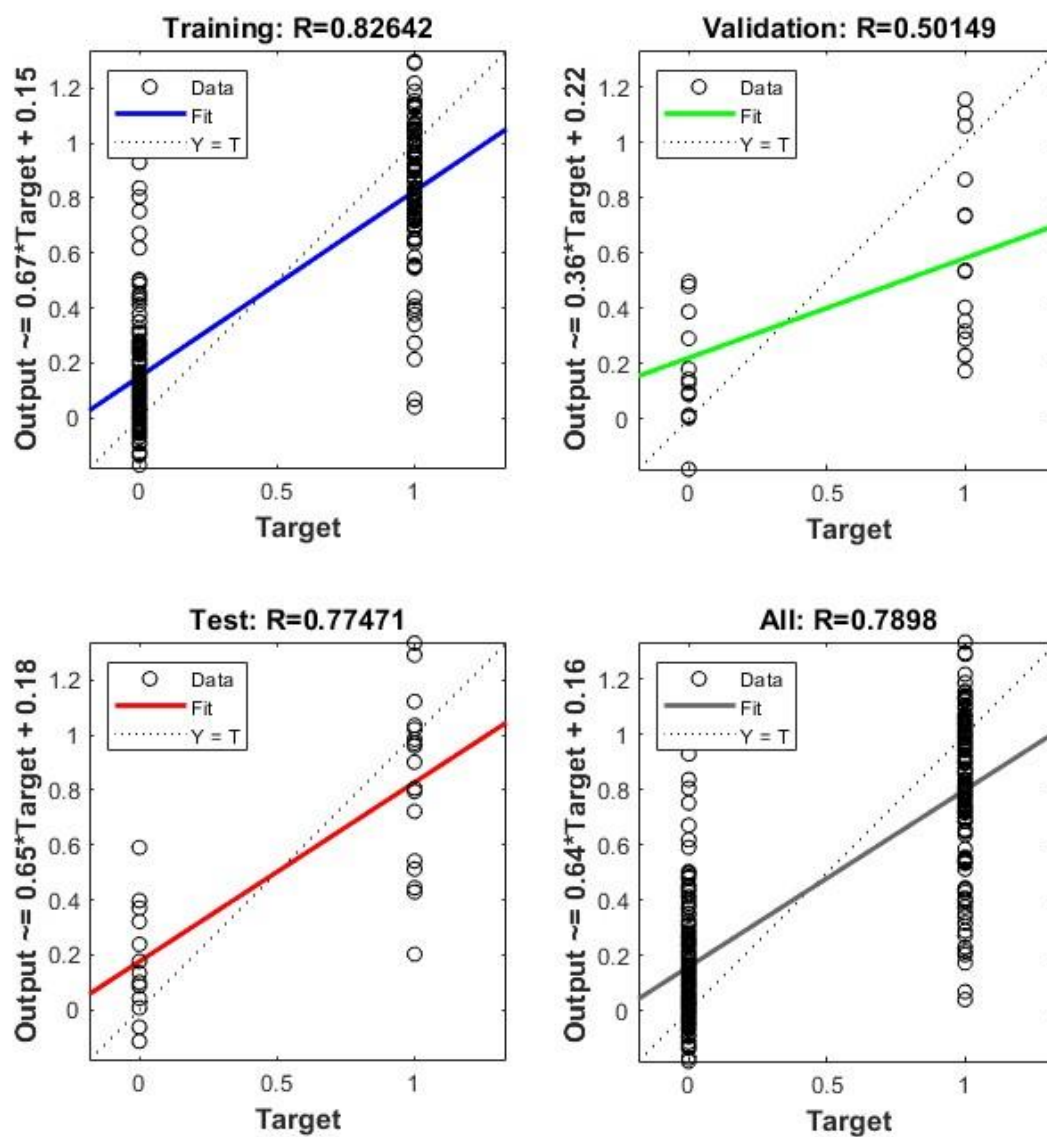 Training: R=0.82642
Output ~= 0.67*Target + 0.15
Data
Fit
Y = T
1.2
1
0.8
0.6
0.4
0.2
0
0
0.5
1
Target
Validation: R=0.50149
Output ~= 0.36*Target + 0.22
Data
Fit
Y = T
1.2
1
0.8
0.6
0.4
0.2
0
0
0.5
1
Target
Test: R=0.77471
Output ~= 0.65*Target + 0.18
Data
Fit
Y = T
1.2
1
0.8
0.6
0.4
0.2
0
0
0.5
1
Target
All: R=0.7898
Output ~= 0.64*Target + 0.16
Data
Fit
Y = T
1.2
1
0.8
0.6
0.4
0.2
0
0
0.5
1
Target